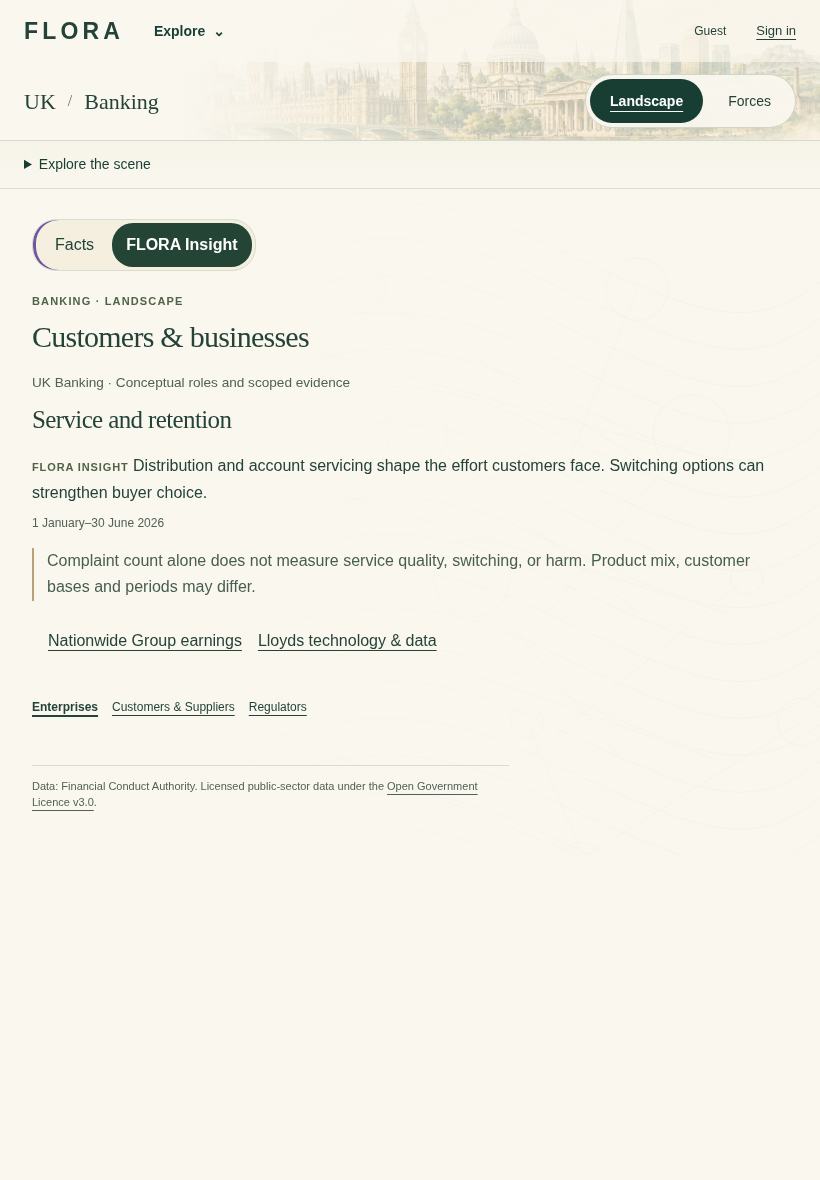 FLORA
Explore
Guest
Sign in
UK / Banking
Landscape
Forces
Explore the scene
Facts
FLORA Insight
BANKING · LANDSCAPE
Customers & businesses
UK Banking · Conceptual roles and scoped evidence
Service and retention
FLORA INSIGHT Distribution and account servicing shape the effort customers face. Switching options can
strengthen buyer choice.
1 January–30 June 2026
Complaint count alone does not measure service quality, switching, or harm. Product mix, customer
bases and periods may differ.
Nationwide Group earnings
Lloyds technology & data
Enterprises
Customers & Suppliers
Regulators
Data: Financial Conduct Authority. Licensed public-sector data under the Open Government
Licence v3.0.